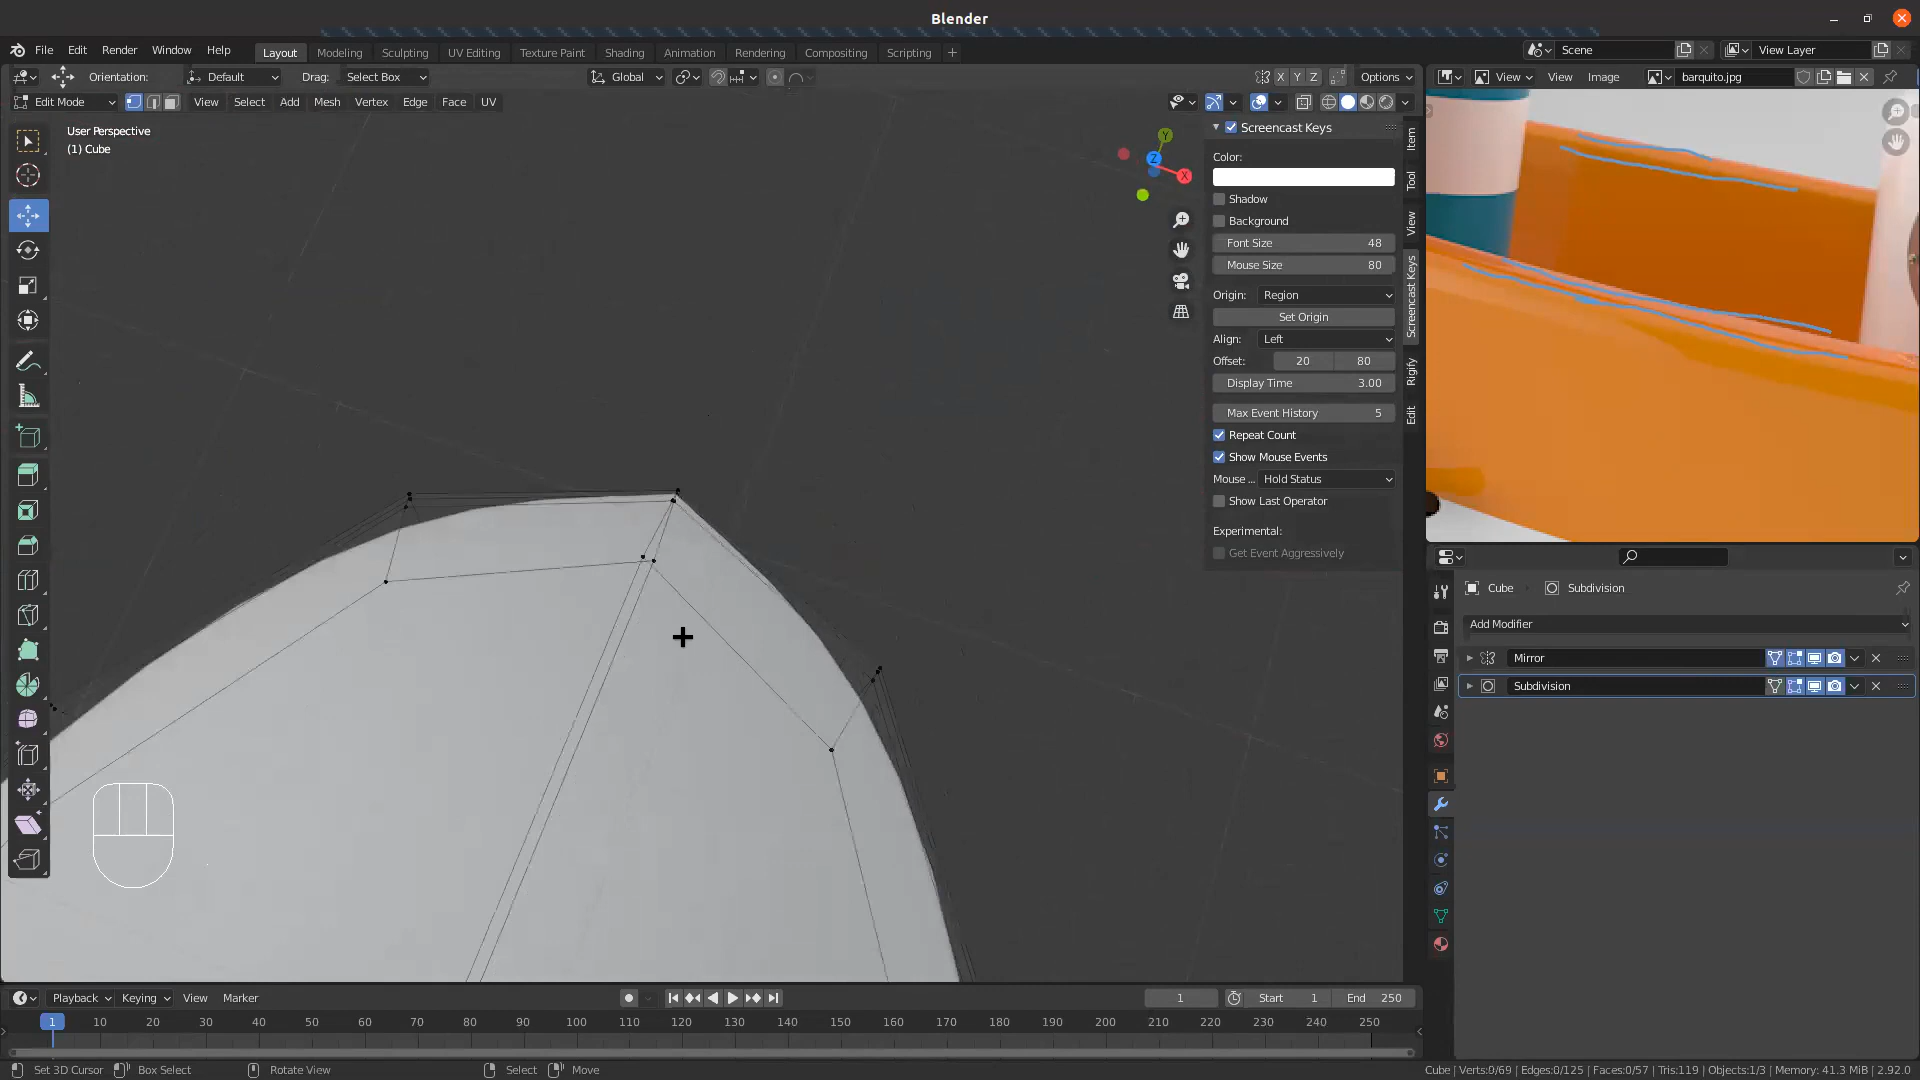 Blender
File Edit Render Window Help
Layout Modeling Sculpting UV Editing Texture Paint Shading Animation Rendering Compositing Scripting +
Scene
View Layer
Orientation: Default Drag: Select Box
Global
X Y Z
Options
View View Image barquito.jpg
Edit Mode View Select Add Mesh Vertex Edge Face UV
User Perspective
(1) Cube
Y
Z
X
Screencast Keys
Color:
Shadow
Background
Font Size 48
Mouse Size 80
Origin: Region
Set Origin
Align: Left
Offset: 20 80
Display Time 3.00
Max Event History 5
Repeat Count
Show Mouse Events
Mouse ... Hold Status
Show Last Operator
Experimental:
Get Event Aggressively
Item
Tool
View
Screencast Keys
Rigify
Edit
Cube Subdivision
Add Modifier
Mirror
Subdivision
Playback Keying View Marker
1 Start 1 End 250
1 10 20 30 40 50 60 70 80 90 100 110 120 130 140 150 160 170 180 190 200 210 220 230 240 250
Set 3D Cursor Box Select Rotate View Select Move
Cube | Verts:0/69 | Edges:0/125 | Faces:0/57 | Tris:119 | Objects:1/3 | Memory: 41.3 MiB | 2.92.0